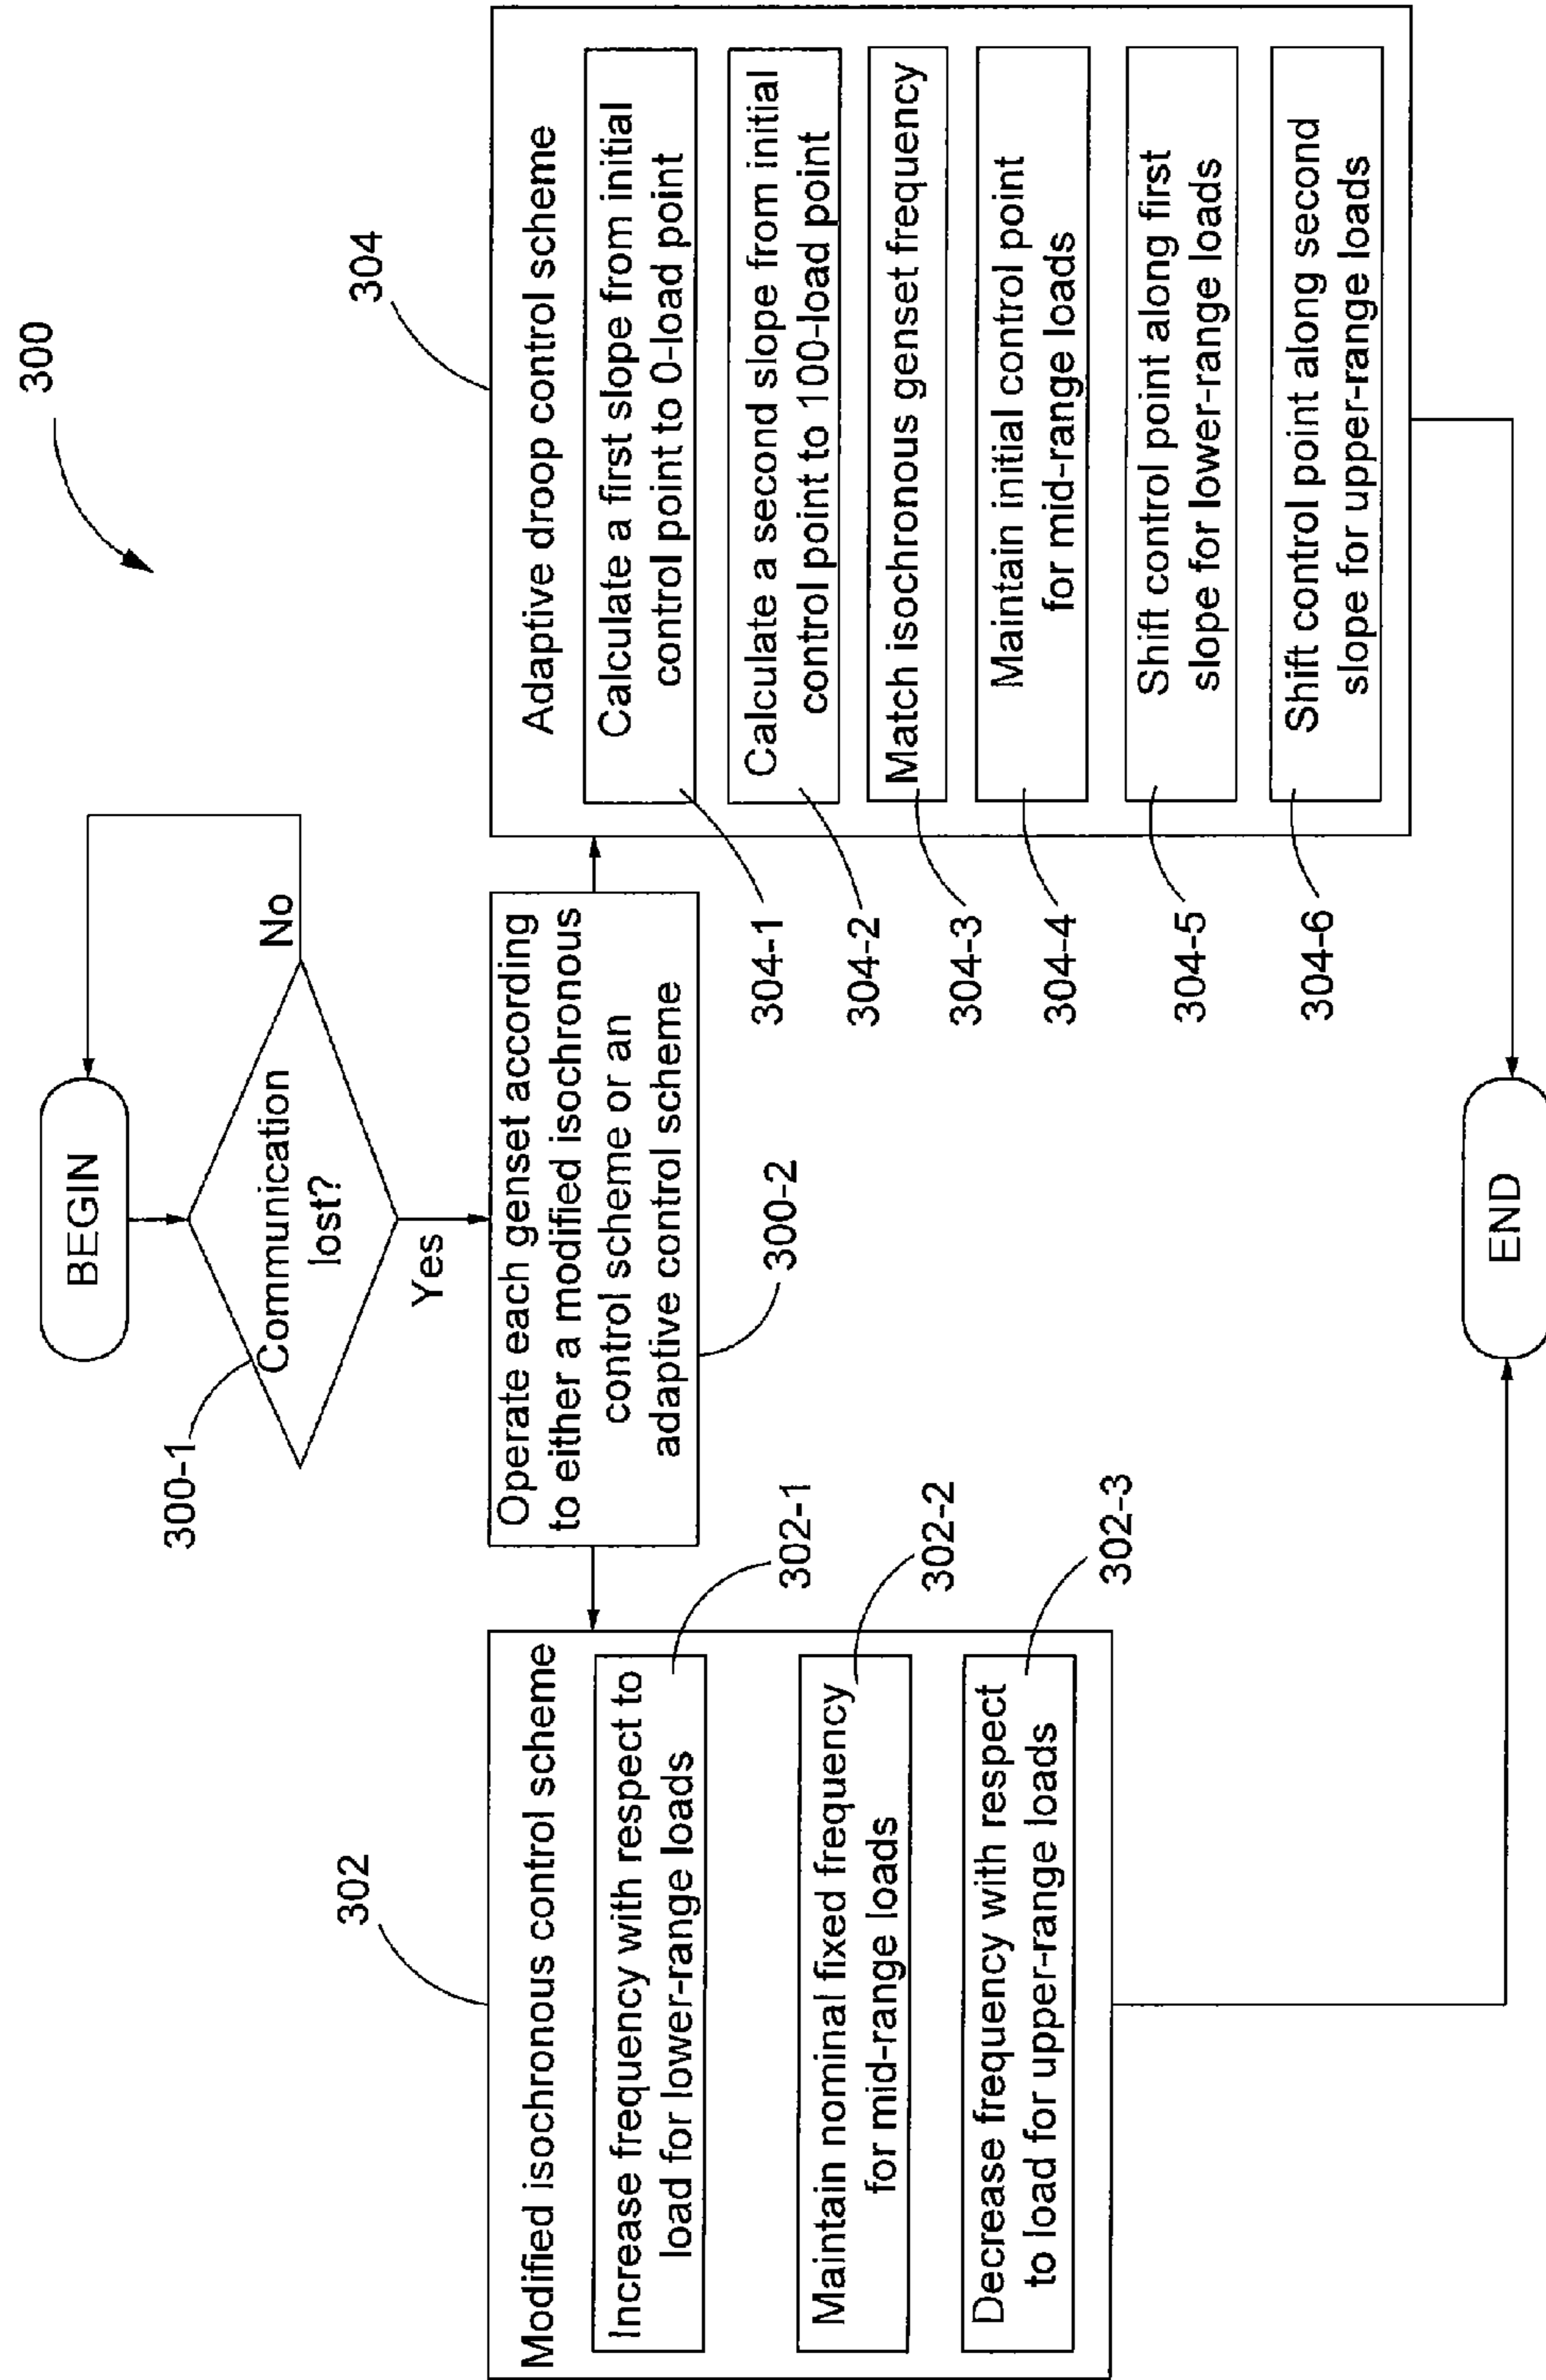 300
BEGIN
300-1
Communication
lost?
No
Yes
Operate each genset according
to either a modified isochronous
control scheme or an
adaptive control scheme
300-2
302
Modified isochronous control scheme
Increase frequency with respect to
load for lower-range loads
302-1
Maintain nominal fixed frequency
for mid-range loads
302-2
Decrease frequency with respect
to load for upper-range loads
302-3
304
Adaptive droop control scheme
Calculate a first slope from initial
control point to 0-load point
304-1
Calculate a second slope from initial
control point to 100-load point
304-2
Match isochronous genset frequency
304-3
Maintain initial control point
for mid-range loads
304-4
Shift control point along first
slope for lower-range loads
304-5
Shift control point along second
slope for upper-range loads
304-6
END